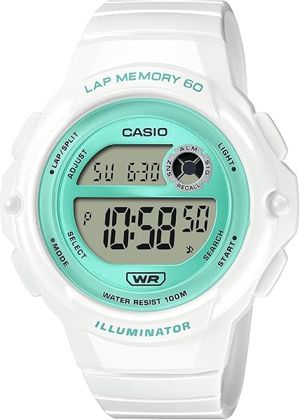 LAP MEMORY 60
CASIO
LAP/SPLIT
ADJUST
LIGHT
ALM
SIG
RECALL
SU 6-30
P 10:58 50
MODE
SELECT
SEARCH
START
WR
WATER RESIST 100M
ILLUMINATOR